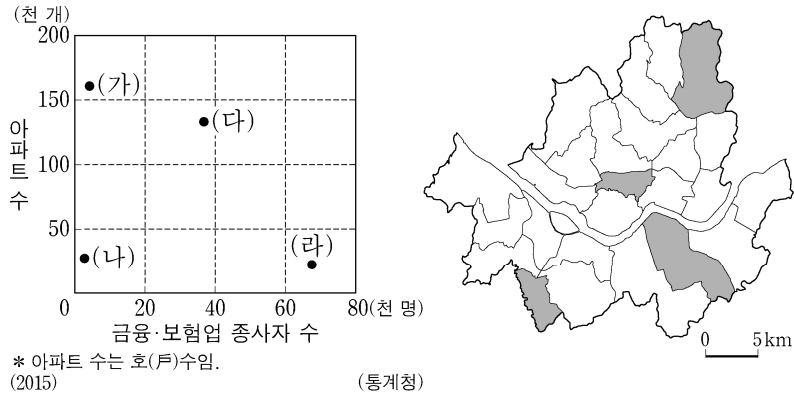 (천 개)
200
150
100
50
0
아파트 수
(가)
(다)
(나)
(라)
20
40
60
80(천 명)
금융·보험업 종사자 수
* 아파트 수는 호(戶)수임.
(2015)
(통계청)
0
5km